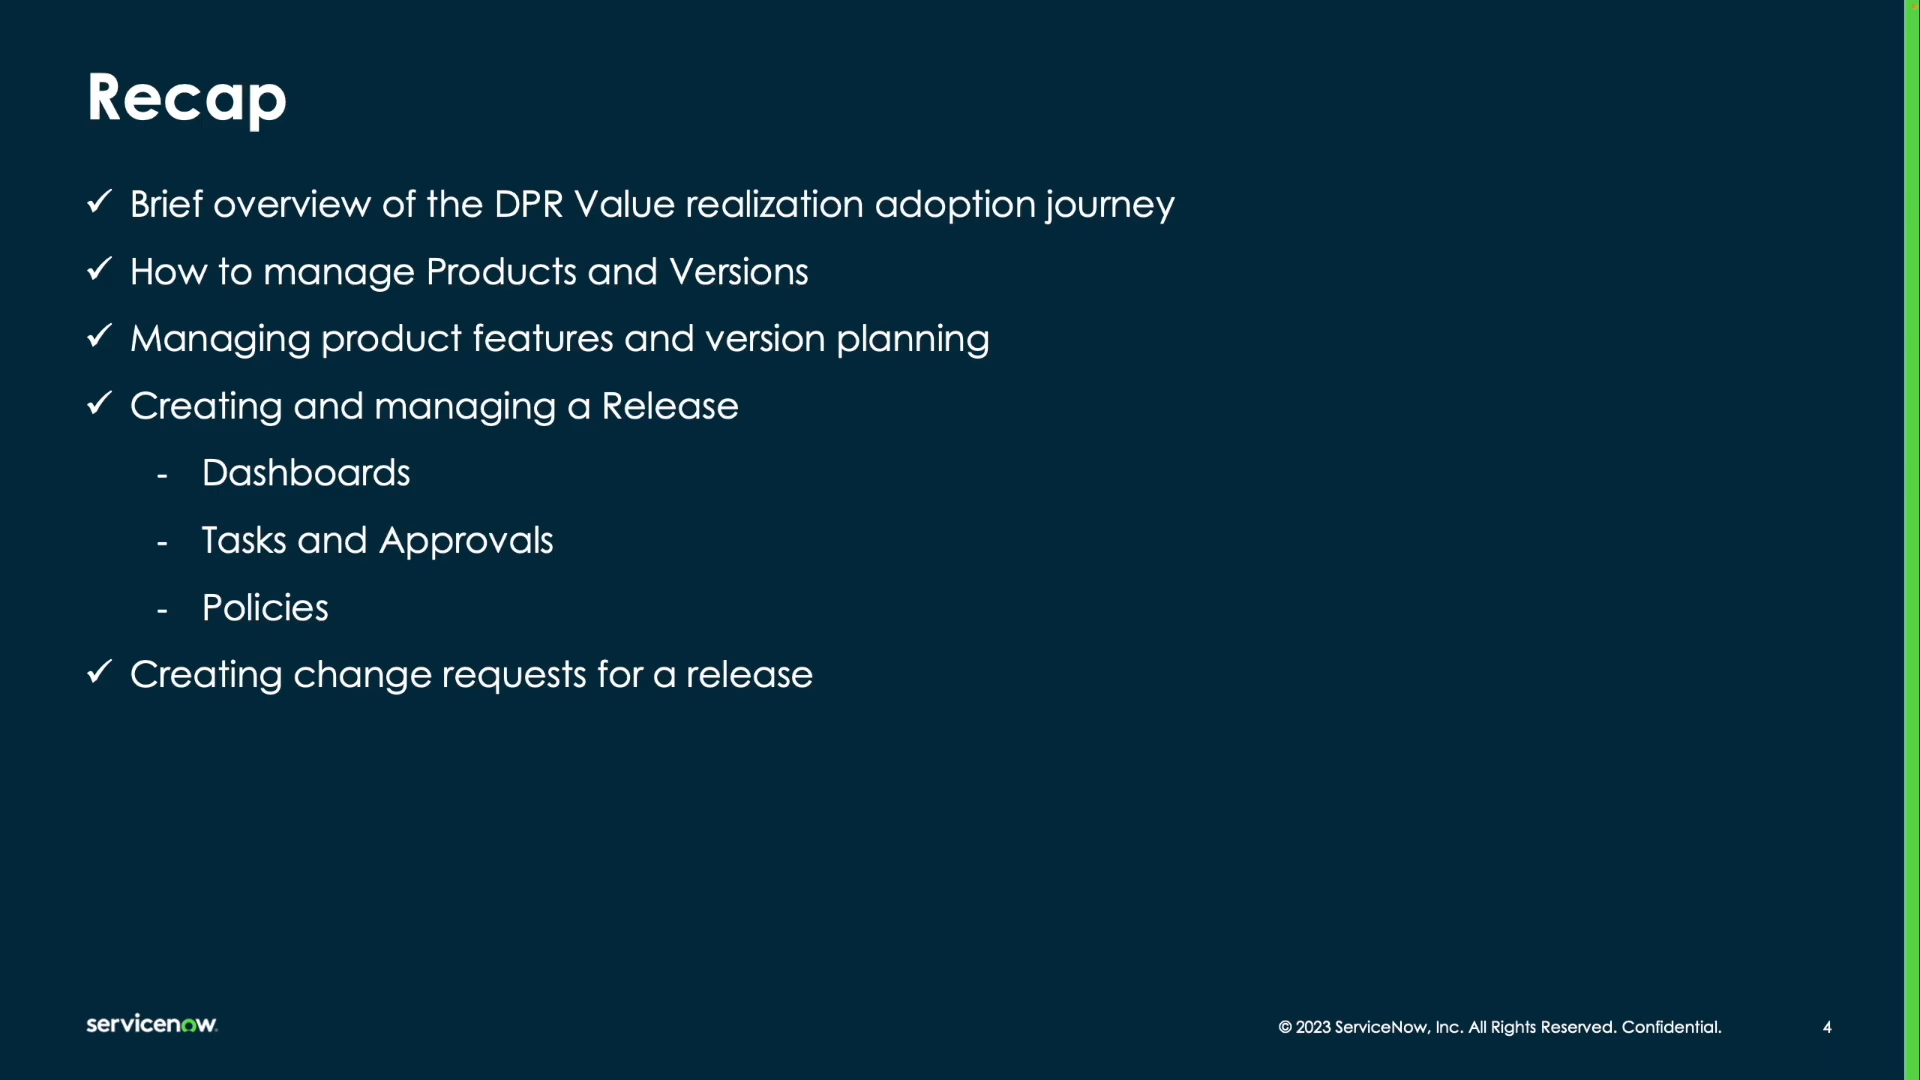 Recap
✓ Brief overview of the DPR Value realization adoption journey
✓ How to manage Products and Versions
✓ Managing product features and version planning
✓ Creating and managing a Release
- Dashboards
- Tasks and Approvals
- Policies
✓ Creating change requests for a release
servicenow.
© 2023 ServiceNow, Inc. All Rights Reserved. Confidential.
4